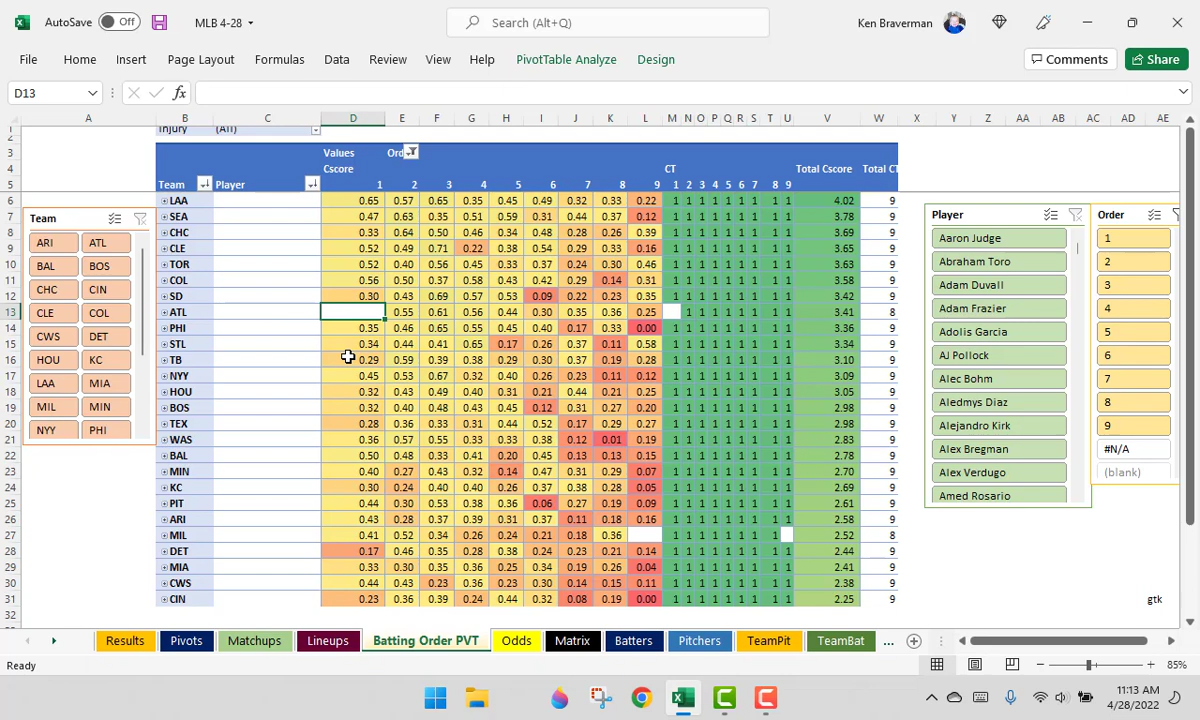 AutoSave Off MLB 4-28 Search (Alt+Q) Ken Braverman
File Home Insert Page Layout Formulas Data Review View Help PivotTable Analyze Design Comments Share
D13 fx
A B C D E F G H I J K L M N O P Q R S T U V W X Y Z AA AB AC AD AE
1 Injury (All)
2
3 Values Ord
4 Cscore CT Total Cscore Total CT
5 Team Player 1 2 3 4 5 6 7 8 9 1 2 3 4 5 6 7 8 9
6 LAA 0.65 0.57 0.65 0.35 0.45 0.49 0.32 0.33 0.22 1 1 1 1 1 1 1 1 1 4.02 9
7 SEA 0.47 0.63 0.35 0.51 0.59 0.31 0.44 0.37 0.12 1 1 1 1 1 1 1 1 1 3.78 9
8 CHC 0.33 0.64 0.50 0.46 0.34 0.48 0.28 0.26 0.39 1 1 1 1 1 1 1 1 1 3.69 9
9 CLE 0.52 0.49 0.71 0.22 0.38 0.54 0.29 0.33 0.16 1 1 1 1 1 1 1 1 1 3.65 9
10 TOR 0.52 0.40 0.56 0.45 0.33 0.37 0.24 0.30 0.46 1 1 1 1 1 1 1 1 1 3.63 9
11 COL 0.56 0.50 0.37 0.58 0.43 0.42 0.29 0.14 0.31 1 1 1 1 1 1 1 1 1 3.58 9
12 SD 0.30 0.43 0.69 0.57 0.53 0.09 0.22 0.23 0.35 1 1 1 1 1 1 1 1 1 3.42 9
13 ATL 0.55 0.61 0.56 0.44 0.30 0.35 0.36 0.25 1 1 1 1 1 1 1 1 3.41 8
14 PHI 0.35 0.44 0.66 0.55 0.45 0.40 0.17 0.33 0.00 1 1 1 1 1 1 1 1 1 3.36 9
15 STL 0.34 0.44 0.41 0.65 0.17 0.26 0.37 0.11 0.58 1 1 1 1 1 1 1 1 1 3.34 9
16 TB 0.29 0.59 0.39 0.38 0.29 0.30 0.37 0.19 0.28 1 1 1 1 1 1 1 1 1 3.10 9
17 NYY 0.45 0.53 0.67 0.32 0.40 0.26 0.23 0.11 0.12 1 1 1 1 1 1 1 1 1 3.09 9
18 HOU 0.32 0.43 0.49 0.40 0.31 0.21 0.44 0.21 0.25 1 1 1 1 1 1 1 1 1 3.05 9
19 BOS 0.32 0.40 0.48 0.43 0.45 0.12 0.31 0.27 0.20 1 1 1 1 1 1 1 1 1 2.98 9
20 TEX 0.28 0.36 0.33 0.31 0.44 0.52 0.17 0.29 0.27 1 1 1 1 1 1 1 1 1 2.98 9
21 WAS 0.36 0.57 0.55 0.33 0.33 0.38 0.12 0.01 0.19 1 1 1 1 1 1 1 1 1 2.83 9
22 BAL 0.50 0.48 0.33 0.41 0.20 0.45 0.13 0.13 0.15 1 1 1 1 1 1 1 1 1 2.78 9
23 MIN 0.40 0.27 0.43 0.32 0.14 0.47 0.31 0.29 0.07 1 1 1 1 1 1 1 1 1 2.70 9
24 KC 0.30 0.24 0.40 0.40 0.26 0.37 0.38 0.28 0.05 1 1 1 1 1 1 1 1 1 2.69 9
25 PIT 0.44 0.30 0.53 0.38 0.36 0.06 0.27 0.19 0.09 1 1 1 1 1 1 1 1 1 2.61 9
26 ARI 0.43 0.28 0.37 0.39 0.31 0.37 0.11 0.18 0.16 1 1 1 1 1 1 1 1 1 2.58 9
27 MIL 0.41 0.52 0.34 0.26 0.24 0.21 0.18 0.36 1 1 1 1 1 1 1 1 2.52 8
28 DET 0.17 0.46 0.35 0.28 0.38 0.24 0.23 0.21 0.14 1 1 1 1 1 1 1 1 1 2.44 9
29 MIA 0.33 0.30 0.35 0.36 0.25 0.34 0.19 0.26 0.04 1 1 1 1 1 1 1 1 1 2.41 9
30 CWS 0.44 0.43 0.23 0.36 0.23 0.30 0.14 0.15 0.11 1 1 1 1 1 1 1 1 1 2.38 9
31 CIN 0.23 0.36 0.39 0.24 0.44 0.32 0.08 0.19 0.00 1 1 1 1 1 1 1 1 1 2.25 9
gtk
32
Team
ARI ATL
BAL BOS
CHC CIN
CLE COL
CWS DET
HOU KC
LAA MIA
MIL MIN
NYY PHI
Player
Aaron Judge
Abraham Toro
Adam Duvall
Adam Frazier
Adolis Garcia
AJ Pollock
Alec Bohm
Aledmys Diaz
Alejandro Kirk
Alex Bregman
Alex Verdugo
Amed Rosario
Order
1
2
3
4
5
6
7
8
9
#N/A
(blank)
Results Pivots Matchups Lineups Batting Order PVT Odds Matrix Batters Pitchers TeamPit TeamBat ...
Ready 85%
11:13 AM
4/28/2022